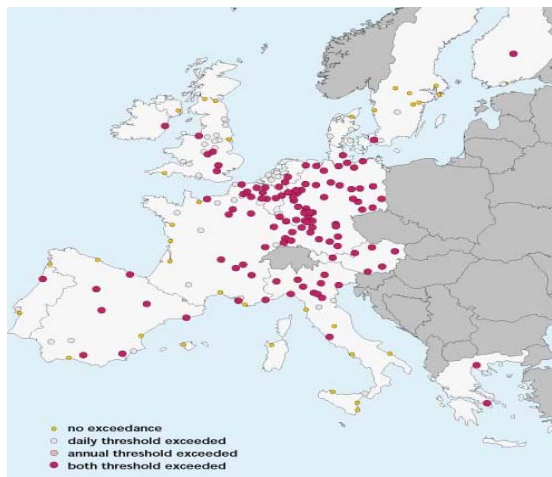 no exceedance
daily threshold exceeded
annual threshold exceeded
both threshold exceeded